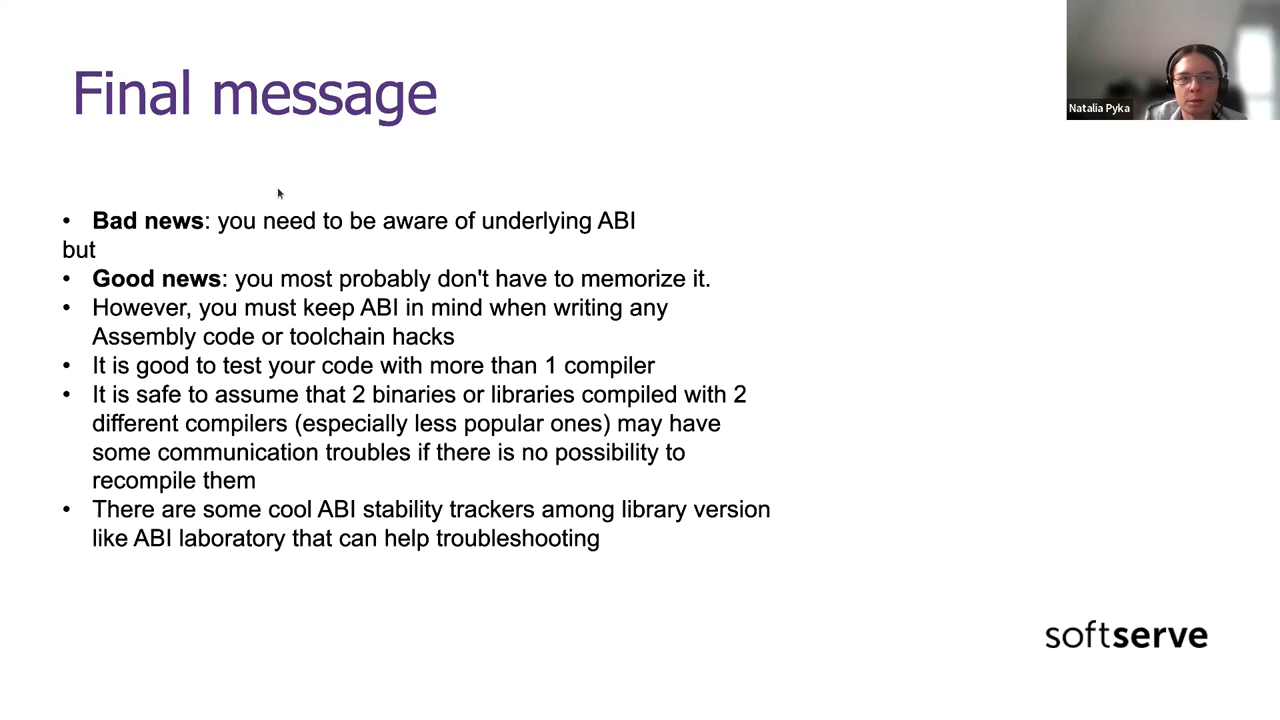 Final message
Natalia Pyka
• Bad news: you need to be aware of underlying ABI
but
• Good news: you most probably don't have to memorize it.
• However, you must keep ABI in mind when writing any
Assembly code or toolchain hacks
• It is good to test your code with more than 1 compiler
• It is safe to assume that 2 binaries or libraries compiled with 2
different compilers (especially less popular ones) may have
some communication troubles if there is no possibility to
recompile them
• There are some cool ABI stability trackers among library version
like ABI laboratory that can help troubleshooting
softserve